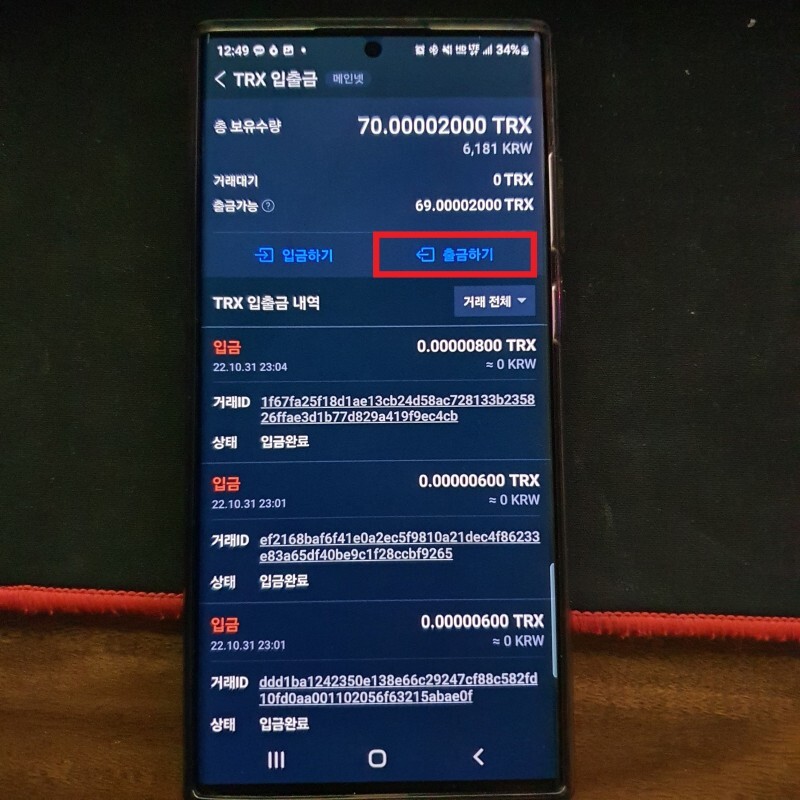 12:49
34%
TRX 입출금 메인넷
총 보유수량 70.00002000 TRX
6,181 KRW
거래대기 0 TRX
출금가능 ? 69.00002000 TRX
입금하기 출금하기
TRX 입출금 내역 거래 전체
입금 0.00000800 TRX
22.10.31 23:04 ≈ 0 KRW
거래ID 1f67fa25f18d1ae13cb24d58ac728133b2358
26ffae3d1b77d829a419f9ec4cb
상태 입금완료
입금 0.00000600 TRX
22.10.31 23:01 ≈ 0 KRW
거래ID ef2168baf6f41e0a2ec5f9810a21dec4f86233
e83a65df40be9c1f28ccbf9265
상태 입금완료
입금 0.00000600 TRX
22.10.31 23:01 ≈ 0 KRW
거래ID ddd1ba1242350e138e66c29247cf88c582fd
10fd0aa001102056f63215abae0f
상태 입금완료